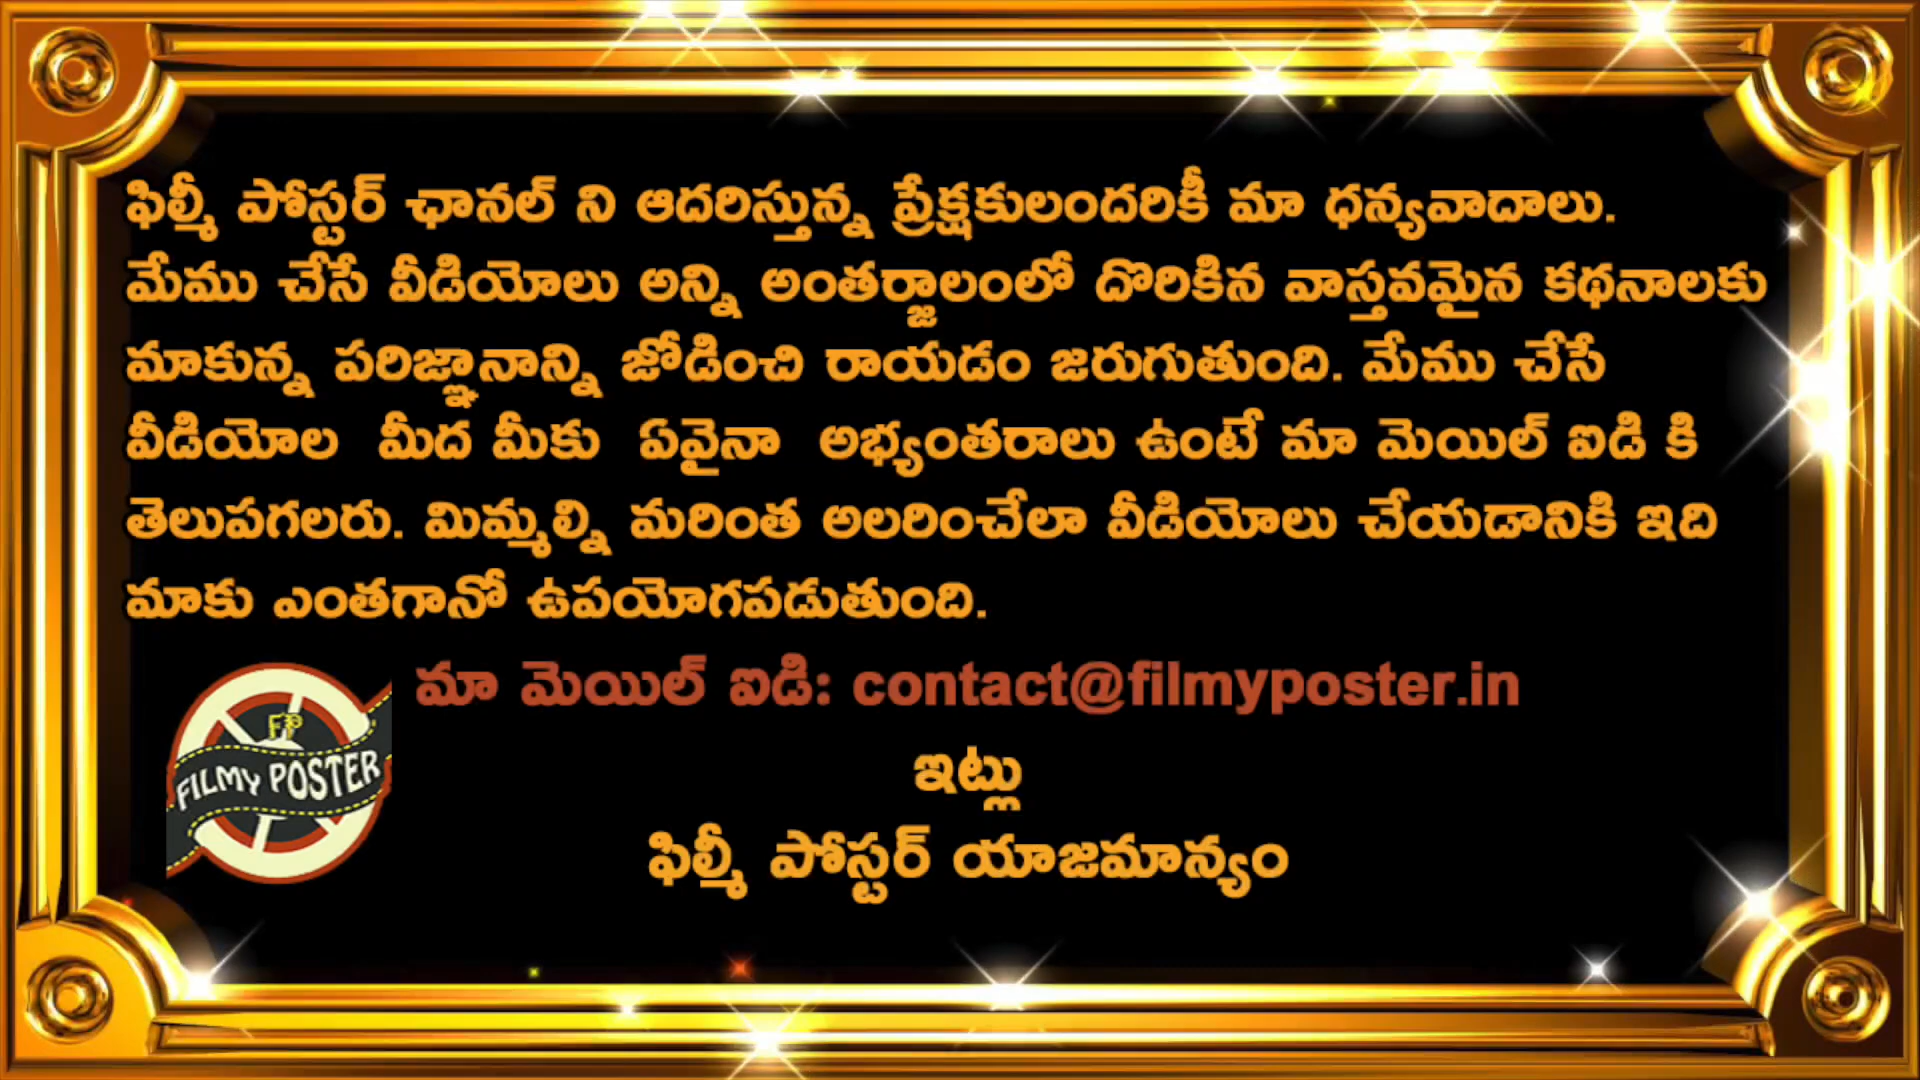 ఫిల్మీ పోస్టర్ ఛానల్ ని ఆదరిస్తున్న ప్రేక్షకులందరికీ మా ధన్యవాదాలు.
మేము చేసే వీడియోలు అన్ని అంతర్జాలంలో దొరికిన వాస్తవమైన కథనాలకు
మాకున్న పరిజ్ఞానాన్ని జోడించి రాయడం జరుగుతుంది. మేము చేసే
వీడియోల మీద మీకు ఏవైనా అభ్యంతరాలు ఉంటే మా మెయిల్ ఐడి కి
తెలుపగలరు. మిమ్మల్ని మరింత అలరించేలా వీడియోలు చేయడానికి ఇది
మాకు ఎంతగానో ఉపయోగపడుతుంది.
మా మెయిల్ ఐడి: contact@filmyposter.in
FP
FILMY POSTER
ఇట్లు
ఫిల్మీ పోస్టర్ యాజమాన్యం